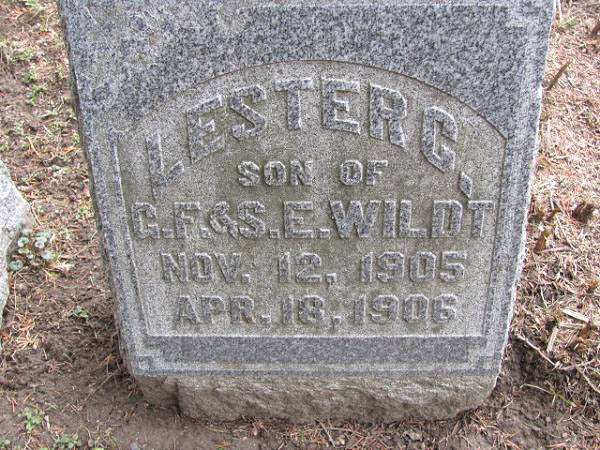 LESTER G.
SON OF
G.F.&S.E.WILDT
NOV. 12, 1905
APR. 18, 1906